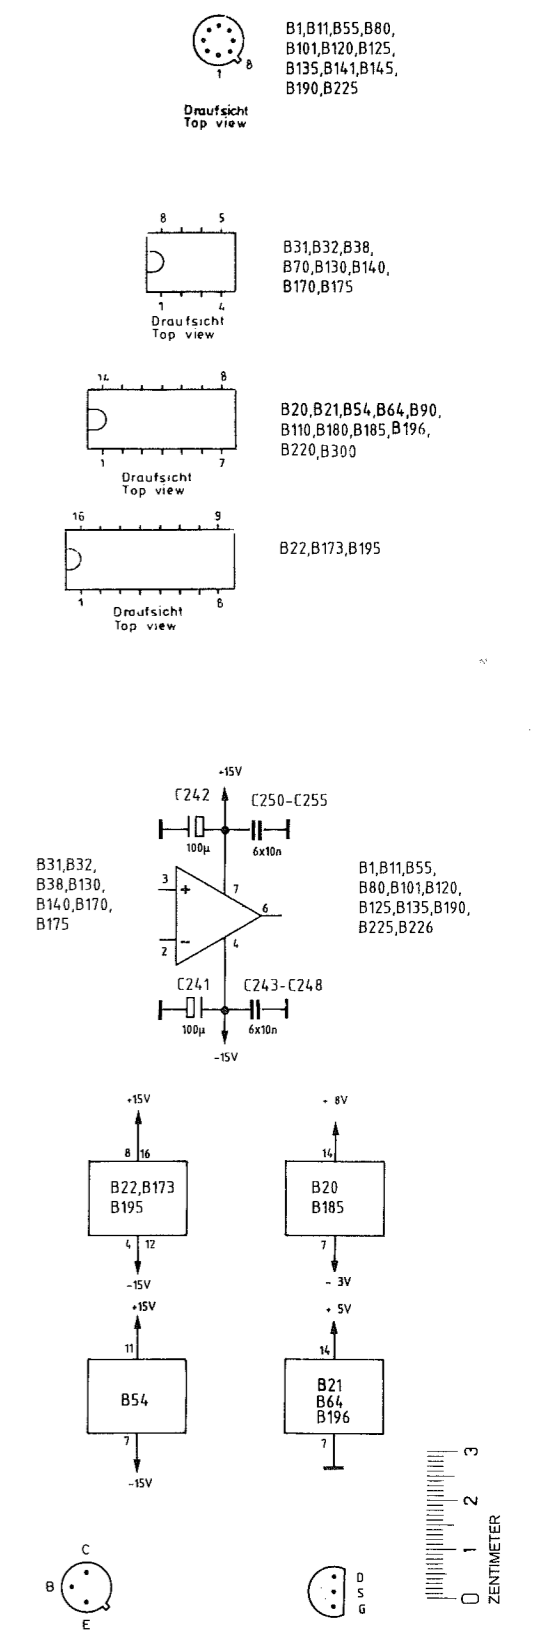 B1,B11,B55,B80,
B101,B120,B125,
B135,B141,B145,
B190,B225
8
1
Draufsicht
Top view
8 5
B31,B32,B38,
B70,B130,B140,
B170,B175
1 4
Draufsicht
Top view
14 8
B20,B21,B54,B64,B90,
B110,B180,B185,B196,
B220,B300
1 7
Draufsicht
Top view
16 9
B22,B173,B195
1 8
Draufsicht
Top view
+15V
C242 C250-C255
100µ 6x10n
B31,B32,
B38,B130,
B140,B170,
B175
3 + 7
6
2 - 4
B1,B11,B55,
B80,B101,B120,
B125,B135,B190,
B225,B226
C241 C243-C248
100µ 6x10n
-15V
+15V
8 16
B22,B173
B195
4 12
-15V
+ 8V
14
B20
B185
7
- 3V
+15V
11
B54
7
-15V
+ 5V
14
B21
B64
B196
7
C
B
E
D
S
G
0 1 2 3
ZENTIMETER